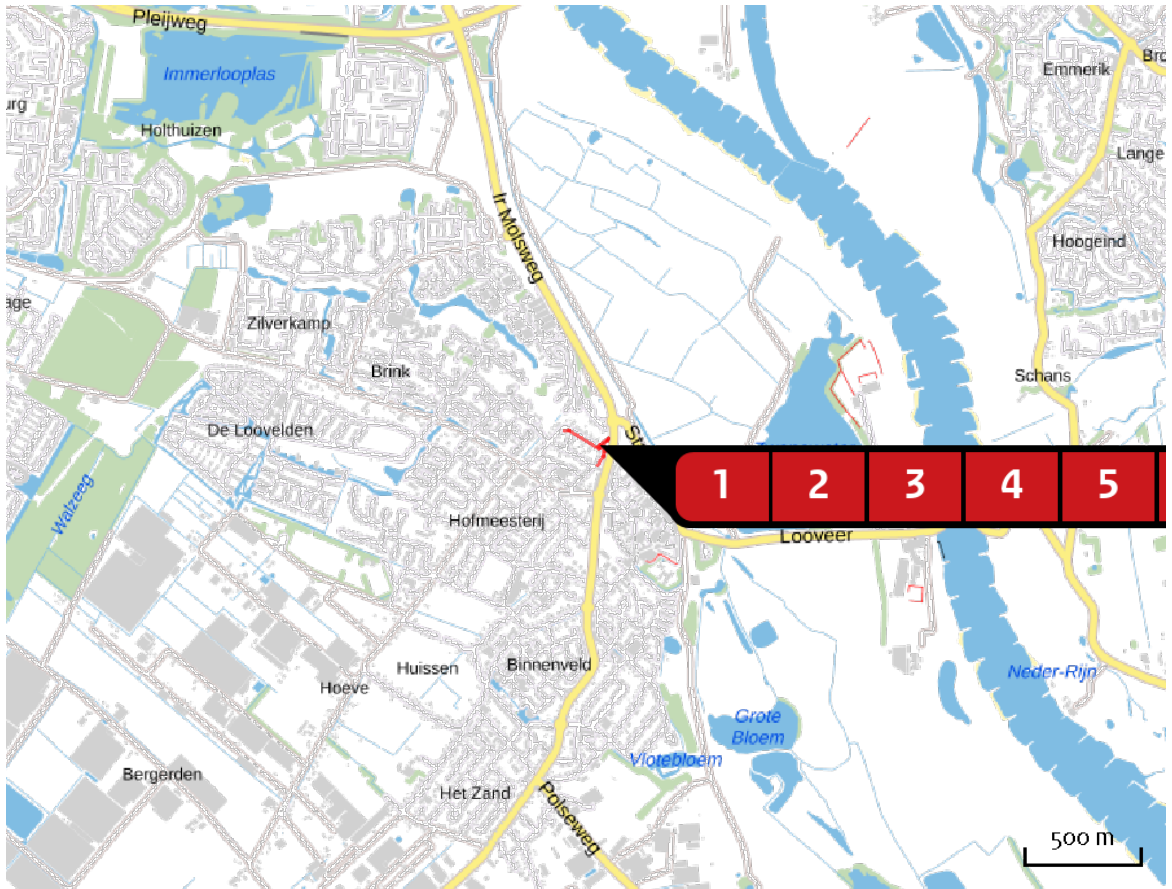 Pleijweg
Immerlooplas
Emmerik
Holthuizen
Lange
Ir Molsweg
Hoogeind
Zilverkamp
Brink
Schans
De Loovelden
1 2 3 4 5
Walzeeg
Hofmeesterij
Looveer
Binnenveld
Huissen
Neder-Rijn
Hoeve
Grote
Bloem
Vlotebloem
Bergerden
Het Zand
Polseweg
500 m